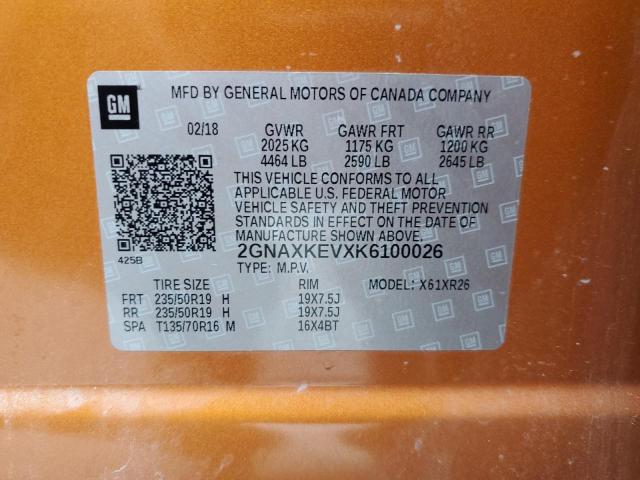 GM
MFD BY GENERAL MOTORS OF CANADA COMPANY
02/18 GVWR GAWR FRT GAWR RR
2025 KG 1175 KG 1200 KG
4464 LB 2590 LB 2645 LB
THIS VEHICLE CONFORMS TO ALL
APPLICABLE U.S. FEDERAL MOTOR
VEHICLE SAFETY AND THEFT PREVENTION
STANDARDS IN EFFECT ON THE DATE OF
MANUFACTURE SHOWN ABOVE.
425B
2GNAXKEVXK6100026
TYPE: M.P.V.
TIRE SIZE RIM MODEL: X61XR26
FRT 235/50R19 H 19X7.5J
RR 235/50R19 H 19X7.5J
SPA T135/70R16 M 16X4BT